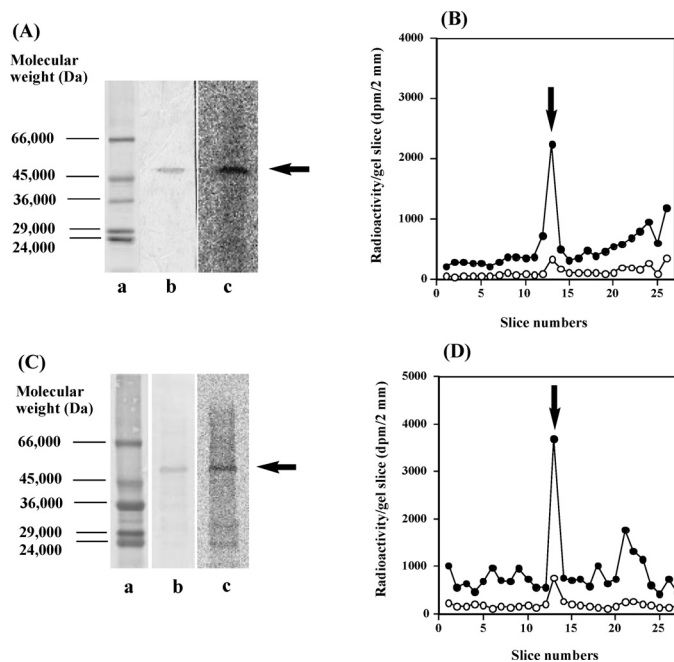 (A)
Molecular
weight (Da)
66,000
45,000
36,000
29,000
24,000
a b c
(B)
Radioactivity/gel slice (dpm/2 mm)
4000
3000
2000
1000
0
0 5 10 15 20 25
Slice numbers
(C)
Molecular
weight (Da)
66,000
45,000
36,000
29,000
24,000
a b c
(D)
Radioactivity/gel slice (dpm/2 mm)
5000
4000
3000
2000
1000
0
0 5 10 15 20 25
Slice numbers